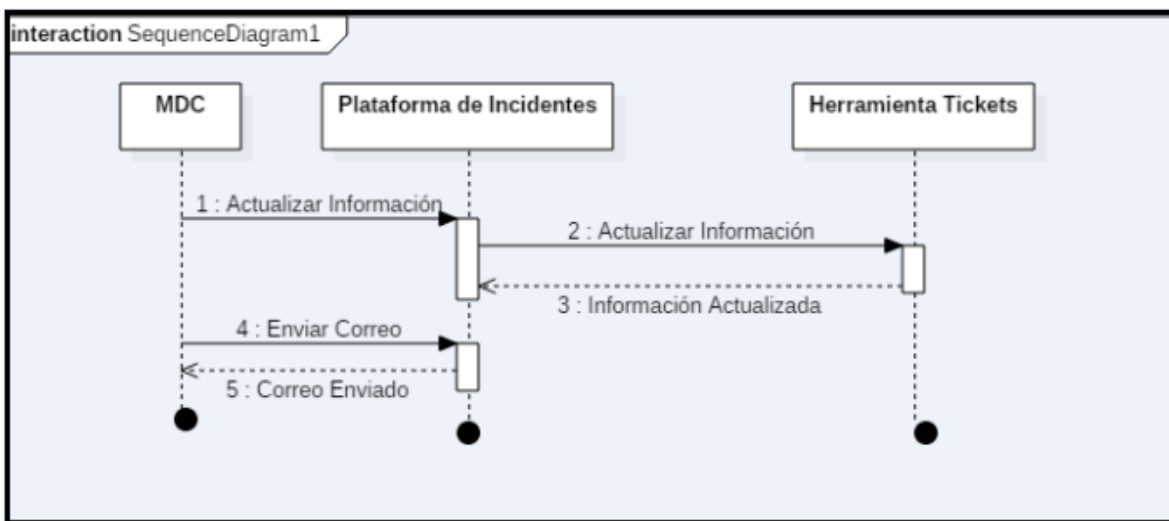 interaction SequenceDiagram1
MDC
Plataforma de Incidentes
Herramienta Tickets
1 : Actualizar Información
2 : Actualizar Información
3 : Información Actualizada
4 : Enviar Correo
5 : Correo Enviado